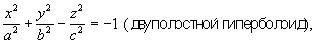 x²/a² + y²/b² − z²/c² = −1 (двуполостной гиперболоид),